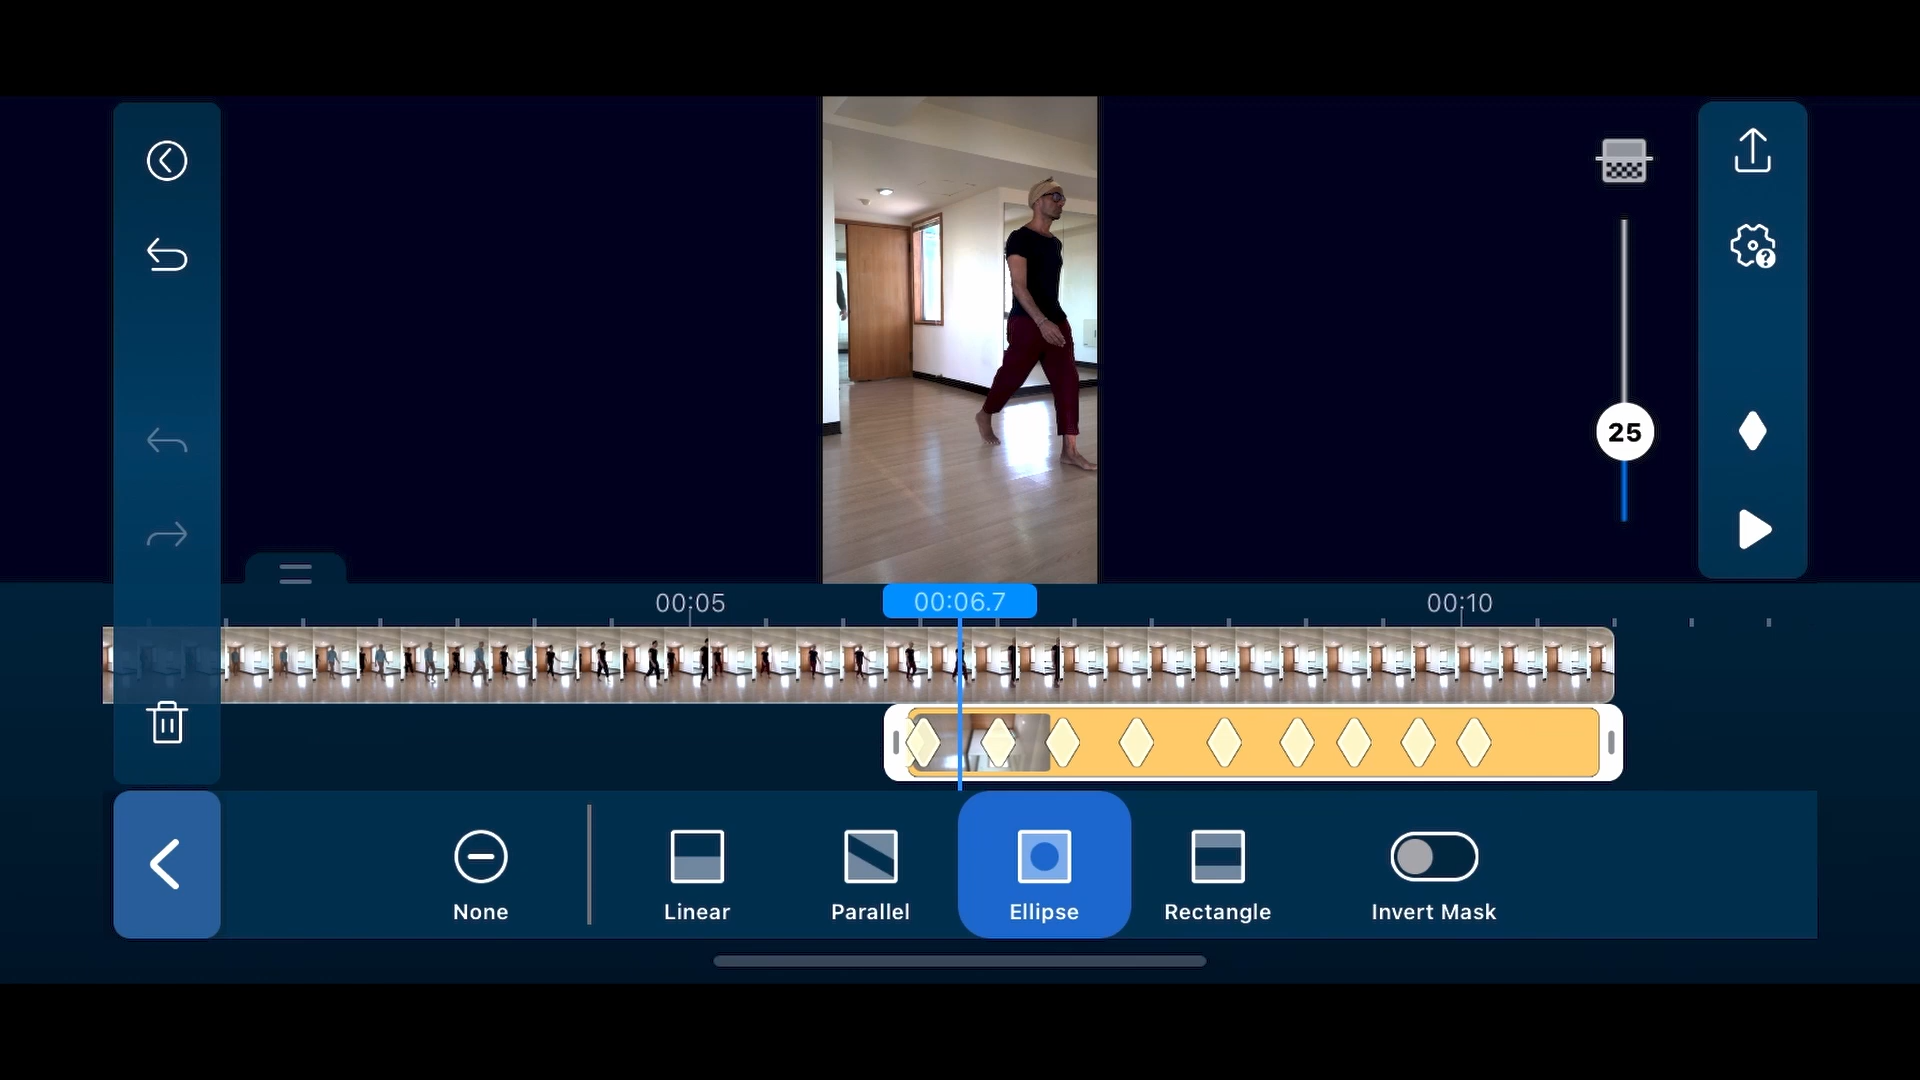 25
00:05
00:06.7
00:10
None
Linear
Parallel
Ellipse
Rectangle
Invert Mask